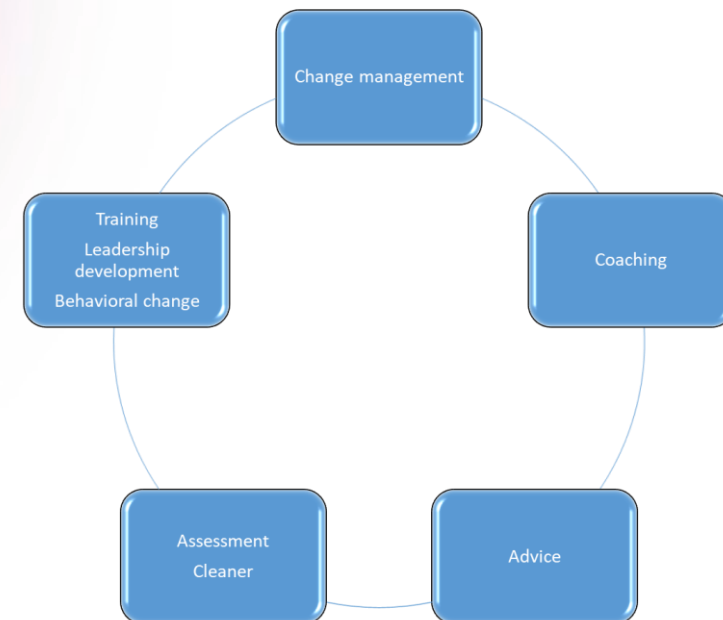 Change management
Coaching
Advice
Assessment
Cleaner
Training
Leadership
development
Behavioral change